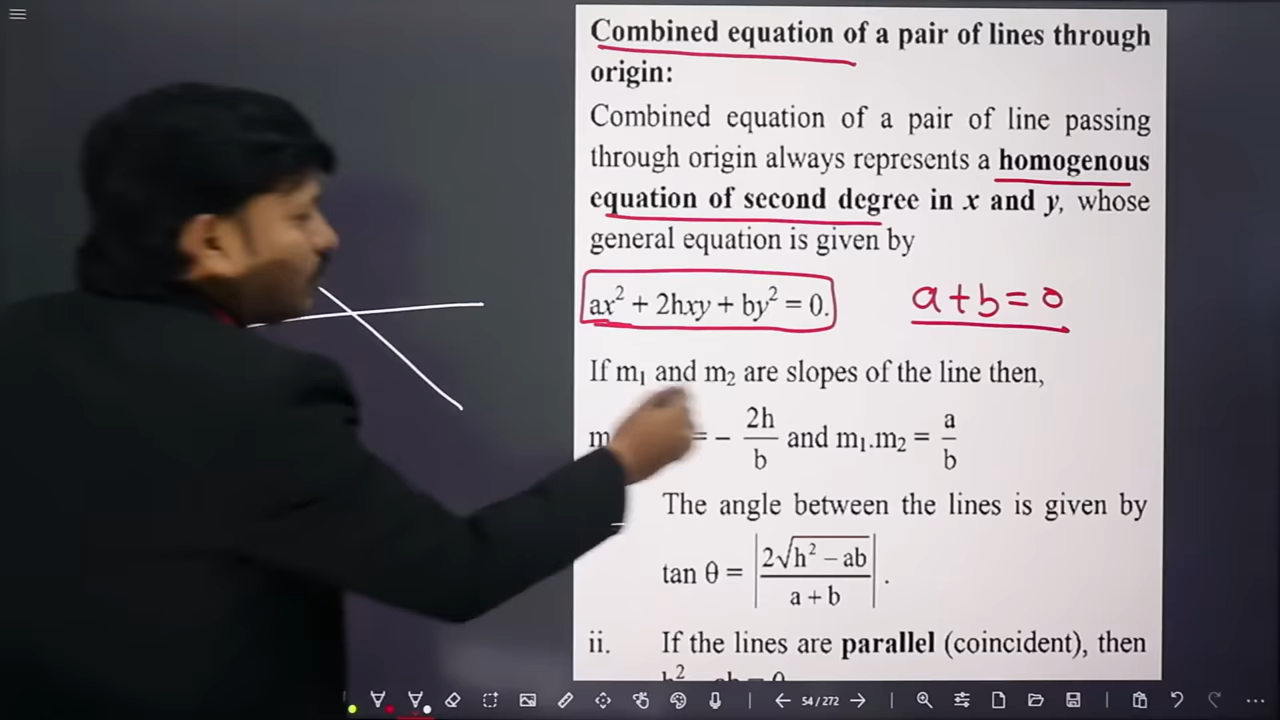 Combined equation of a pair of lines through
origin:
Combined equation of a pair of line passing
through origin always represents a homogenous
equation of second degree in x and y, whose
general equation is given by
ax² + 2hxy + by² = 0.
a+b=0
If m₁ and m₂ are slopes of the line then,
m = - 2h/b and m₁.m₂ = a/b
The angle between the lines is given by
tan θ = |2√(h² – ab)/(a + b)|.
ii. If the lines are parallel (coincident), then
54 / 272